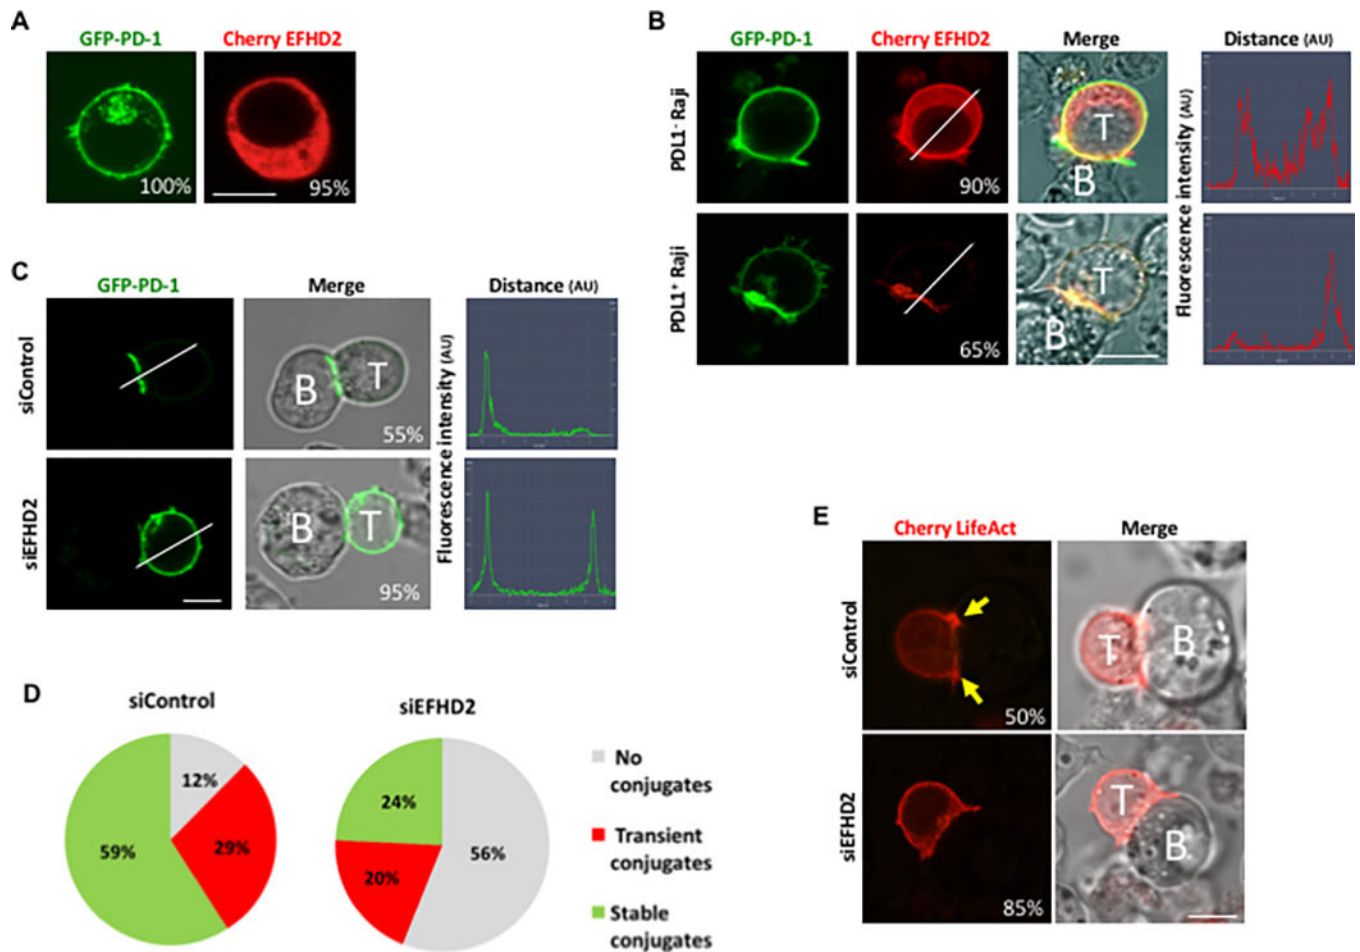 A
GFP-PD-1
Cherry EFHD2
100%
95%
B
GFP-PD-1
Cherry EFHD2
Merge
Distance (AU)
PDL1- Raji
90%
T
B
Fluorescence intensity (AU)
PDL1+ Raji
65%
T
B
C
GFP-PD-1
Merge
Distance (AU)
siControl
B
T
55%
Fluorescence intensity (AU)
siEFHD2
B
T
95%
D
siControl
12%
29%
59%
siEFHD2
24%
20%
56%
No
conjugates
Transient
conjugates
Stable
conjugates
E
Cherry LifeAct
Merge
siControl
50%
T
B
siEFHD2
85%
T
B